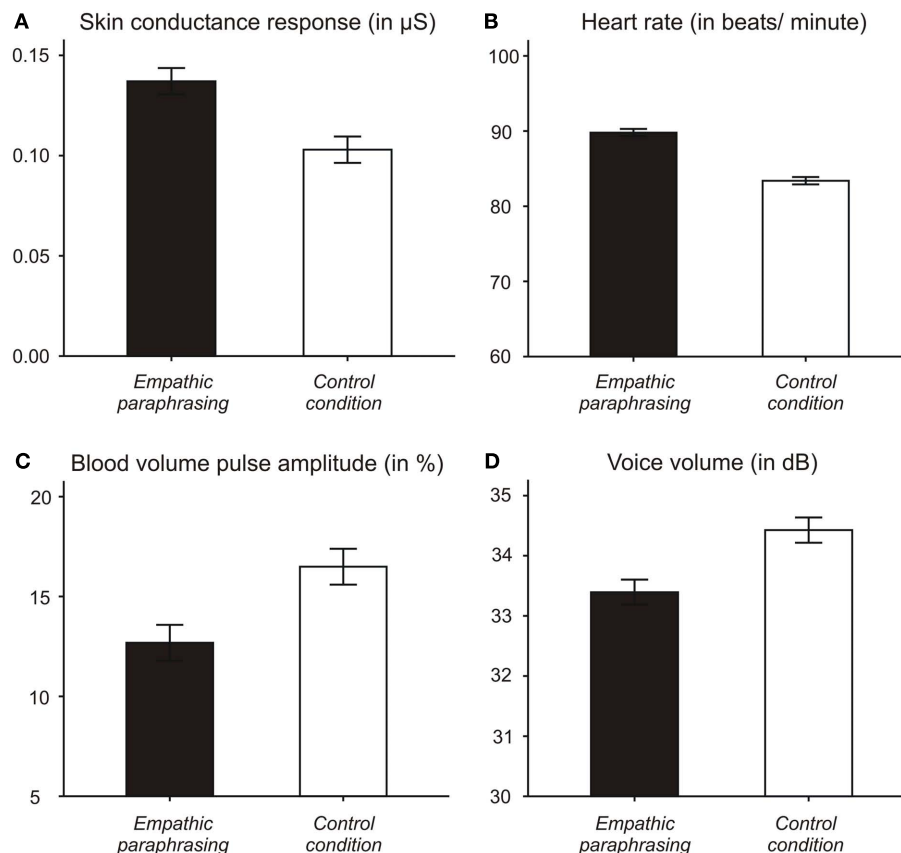 A Skin conductance response (in µS)
0.15
0.10
0.05
0.00
Empathic
paraphrasing
Control
condition
B Heart rate (in beats/ minute)
100
90
80
70
60
Empathic
paraphrasing
Control
condition
C Blood volume pulse amplitude (in %)
20
15
10
5
Empathic
paraphrasing
Control
condition
D Voice volume (in dB)
35
34
33
32
31
30
Empathic
paraphrasing
Control
condition